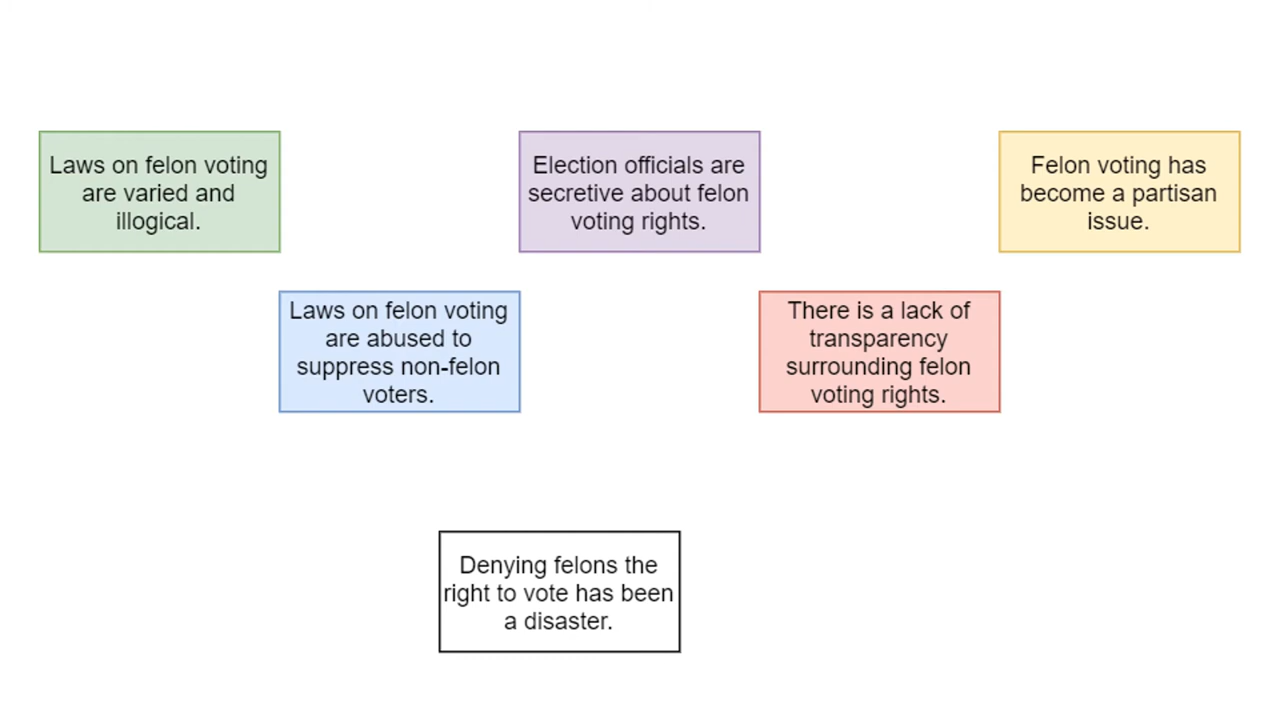 Laws on felon voting
are varied and
illogical.
Election officials are
secretive about felon
voting rights.
Felon voting has
become a partisan
issue.
Laws on felon voting
are abused to
suppress non-felon
voters.
There is a lack of
transparency
surrounding felon
voting rights.
Denying felons the
right to vote has been
a disaster.